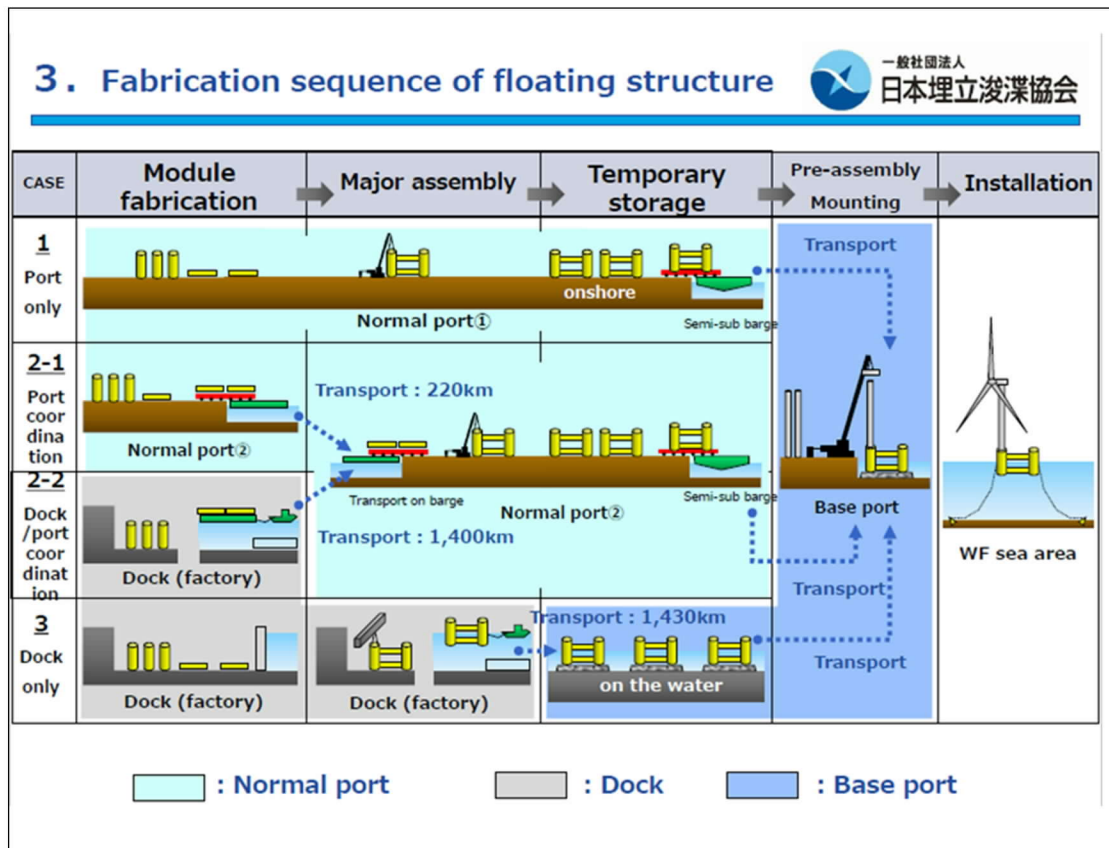 3. Fabrication sequence of floating structure
一般社団法人
日本埋立浚渫協会
CASE
Module
fabrication
Major assembly
Temporary
storage
Pre-assembly
Mounting
Installation
1
Port
only
onshore
Normal port①
Semi-sub barge
Transport
2-1
Port
coor
dina
tion
Normal port②
Transport : 220km
2-2
Dock
/port
coor
dinat
ion
Dock (factory)
Transport : 1,400km
Transport on barge
Normal port②
Semi-sub barge
Base port
WF sea area
Transport
3
Dock
only
Dock (factory)
Dock (factory)
Transport : 1,430km
on the water
Transport
: Normal port
: Dock
: Base port